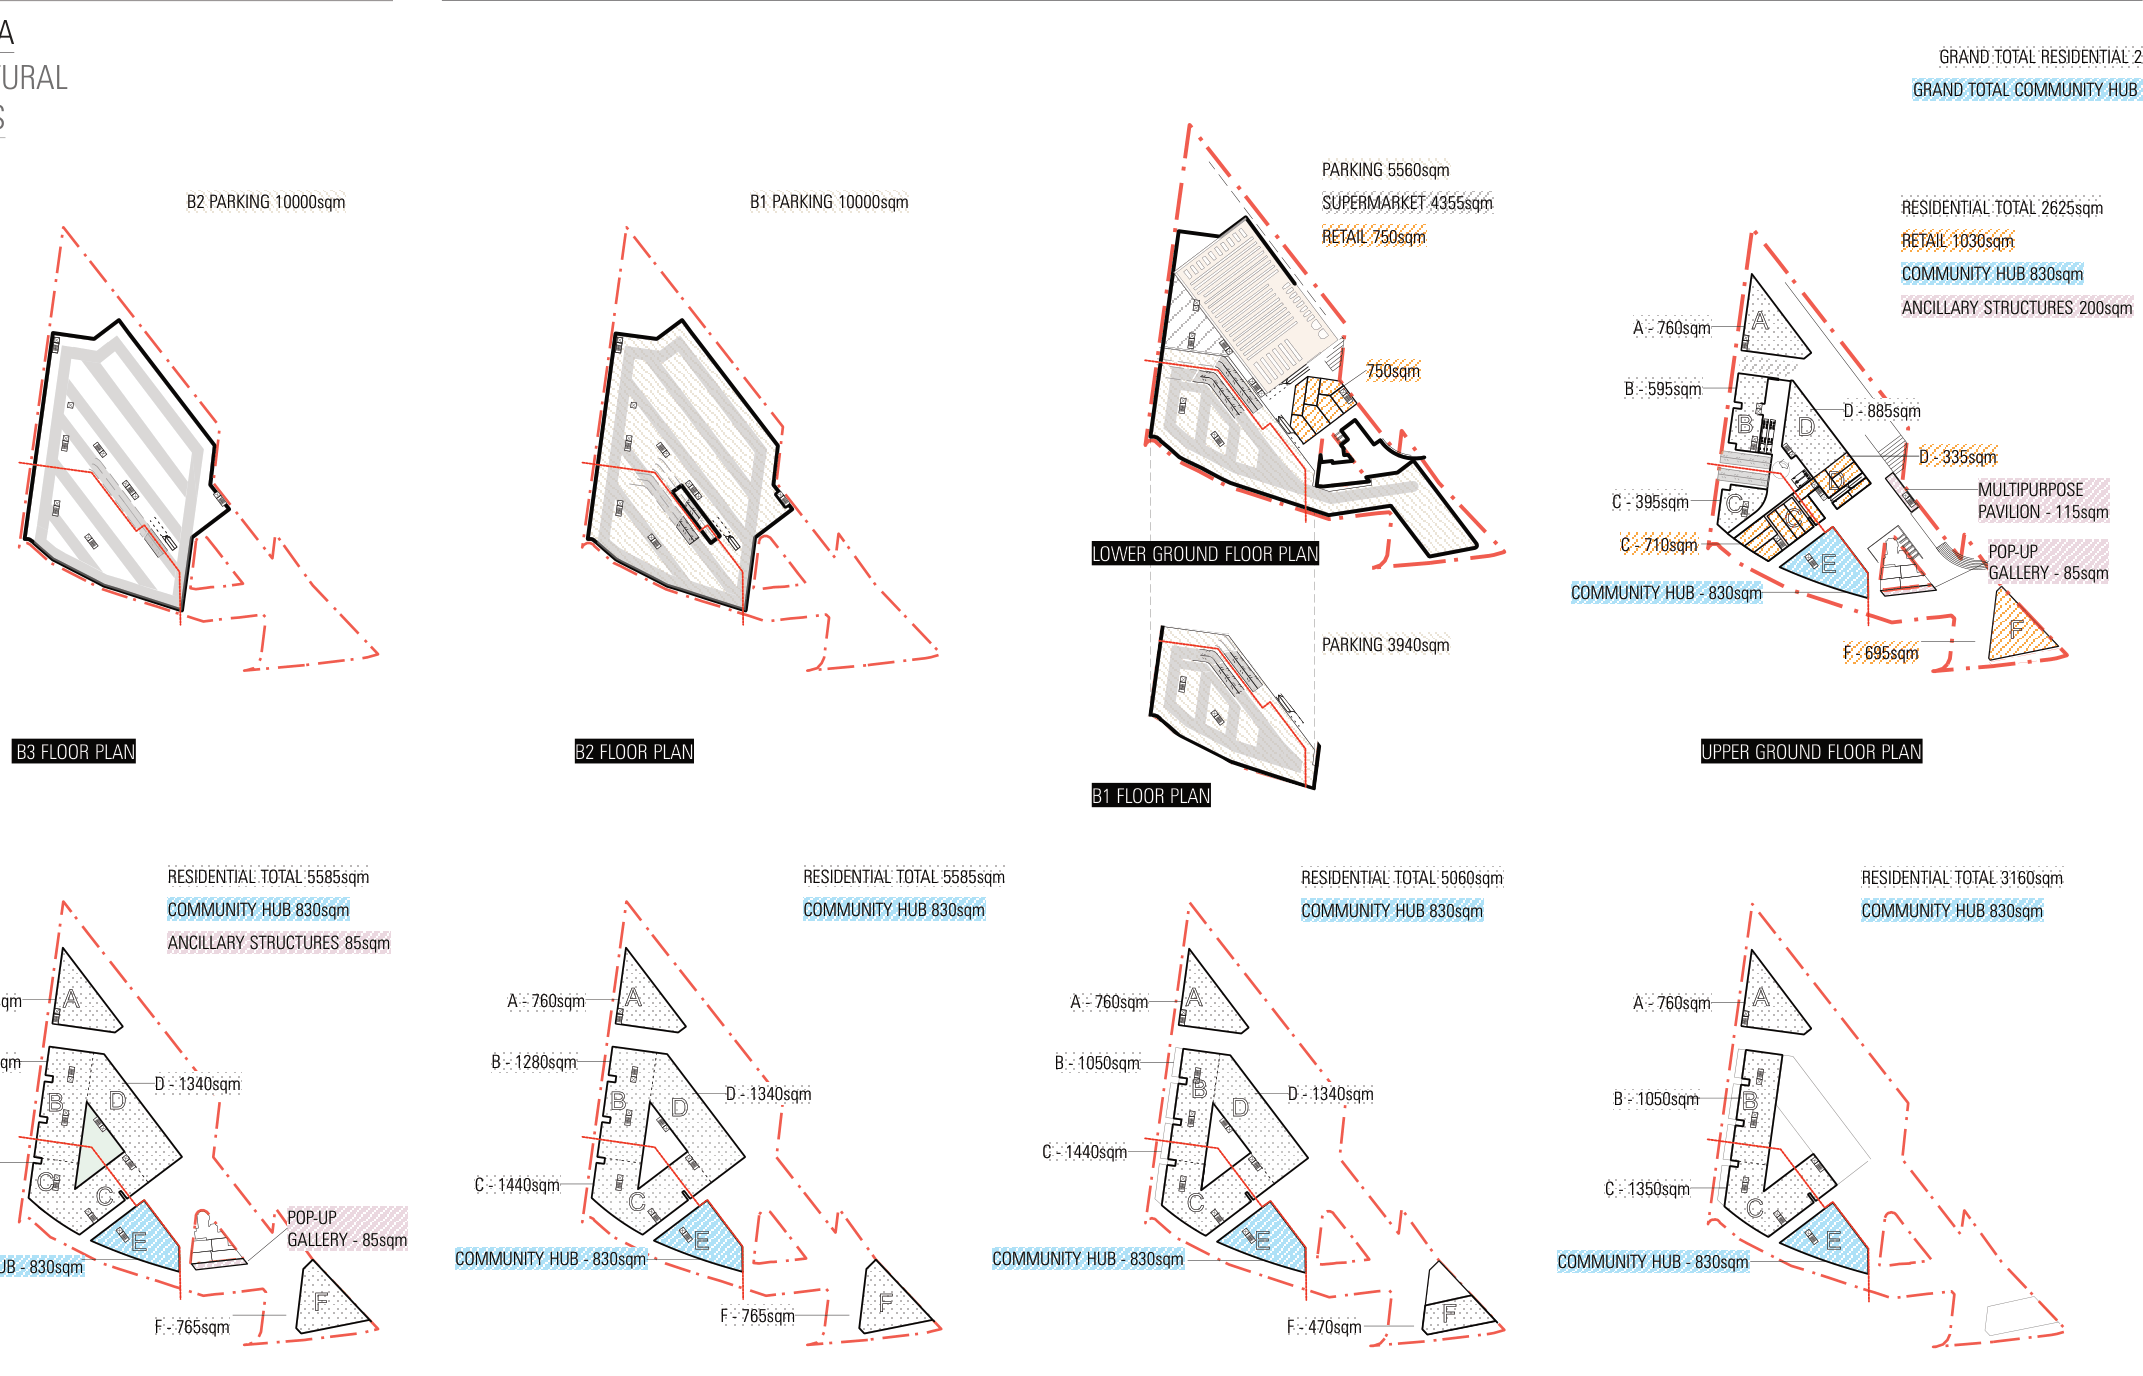 A
TURAL
S
GRAND TOTAL RESIDENTIAL 2
GRAND TOTAL COMMUNITY HUB
B2 PARKING 10000sqm
B3 FLOOR PLAN
B1 PARKING 10000sqm
B2 FLOOR PLAN
PARKING 5560sqm
SUPERMARKET 4355sqm
RETAIL 750sqm
750sqm
LOWER GROUND FLOOR PLAN
PARKING 3940sqm
B1 FLOOR PLAN
RESIDENTIAL TOTAL 2625sqm
RETAIL 1030sqm
COMMUNITY HUB 830sqm
ANCILLARY STRUCTURES 200sqm
A - 760sqm
A
B - 595sqm
B
D - 885sqm
D
D - 335sqm
D
C - 395sqm
C
C
C - 710sqm
MULTIPURPOSE
PAVILION - 115sqm
POP-UP
GALLERY - 85sqm
E
COMMUNITY HUB - 830sqm
F
F - 695sqm
UPPER GROUND FLOOR PLAN
RESIDENTIAL TOTAL 5585sqm
COMMUNITY HUB 830sqm
ANCILLARY STRUCTURES 85sqm
sqm
A
sqm
D - 1340sqm
B
D
C
C
E
POP-UP
GALLERY - 85sqm
UB - 830sqm
F
F - 765sqm
RESIDENTIAL TOTAL 5585sqm
COMMUNITY HUB 830sqm
A - 760sqm
A
B - 1280sqm
D - 1340sqm
B
D
C - 1440sqm
C
E
COMMUNITY HUB - 830sqm
F
F - 765sqm
RESIDENTIAL TOTAL 5060sqm
COMMUNITY HUB 830sqm
A - 760sqm
A
B - 1050sqm
B
D - 1340sqm
D
C - 1440sqm
C
E
COMMUNITY HUB - 830sqm
F
F - 470sqm
RESIDENTIAL TOTAL 3160sqm
COMMUNITY HUB 830sqm
A - 760sqm
A
B - 1050sqm
B
C - 1350sqm
C
E
COMMUNITY HUB - 830sqm